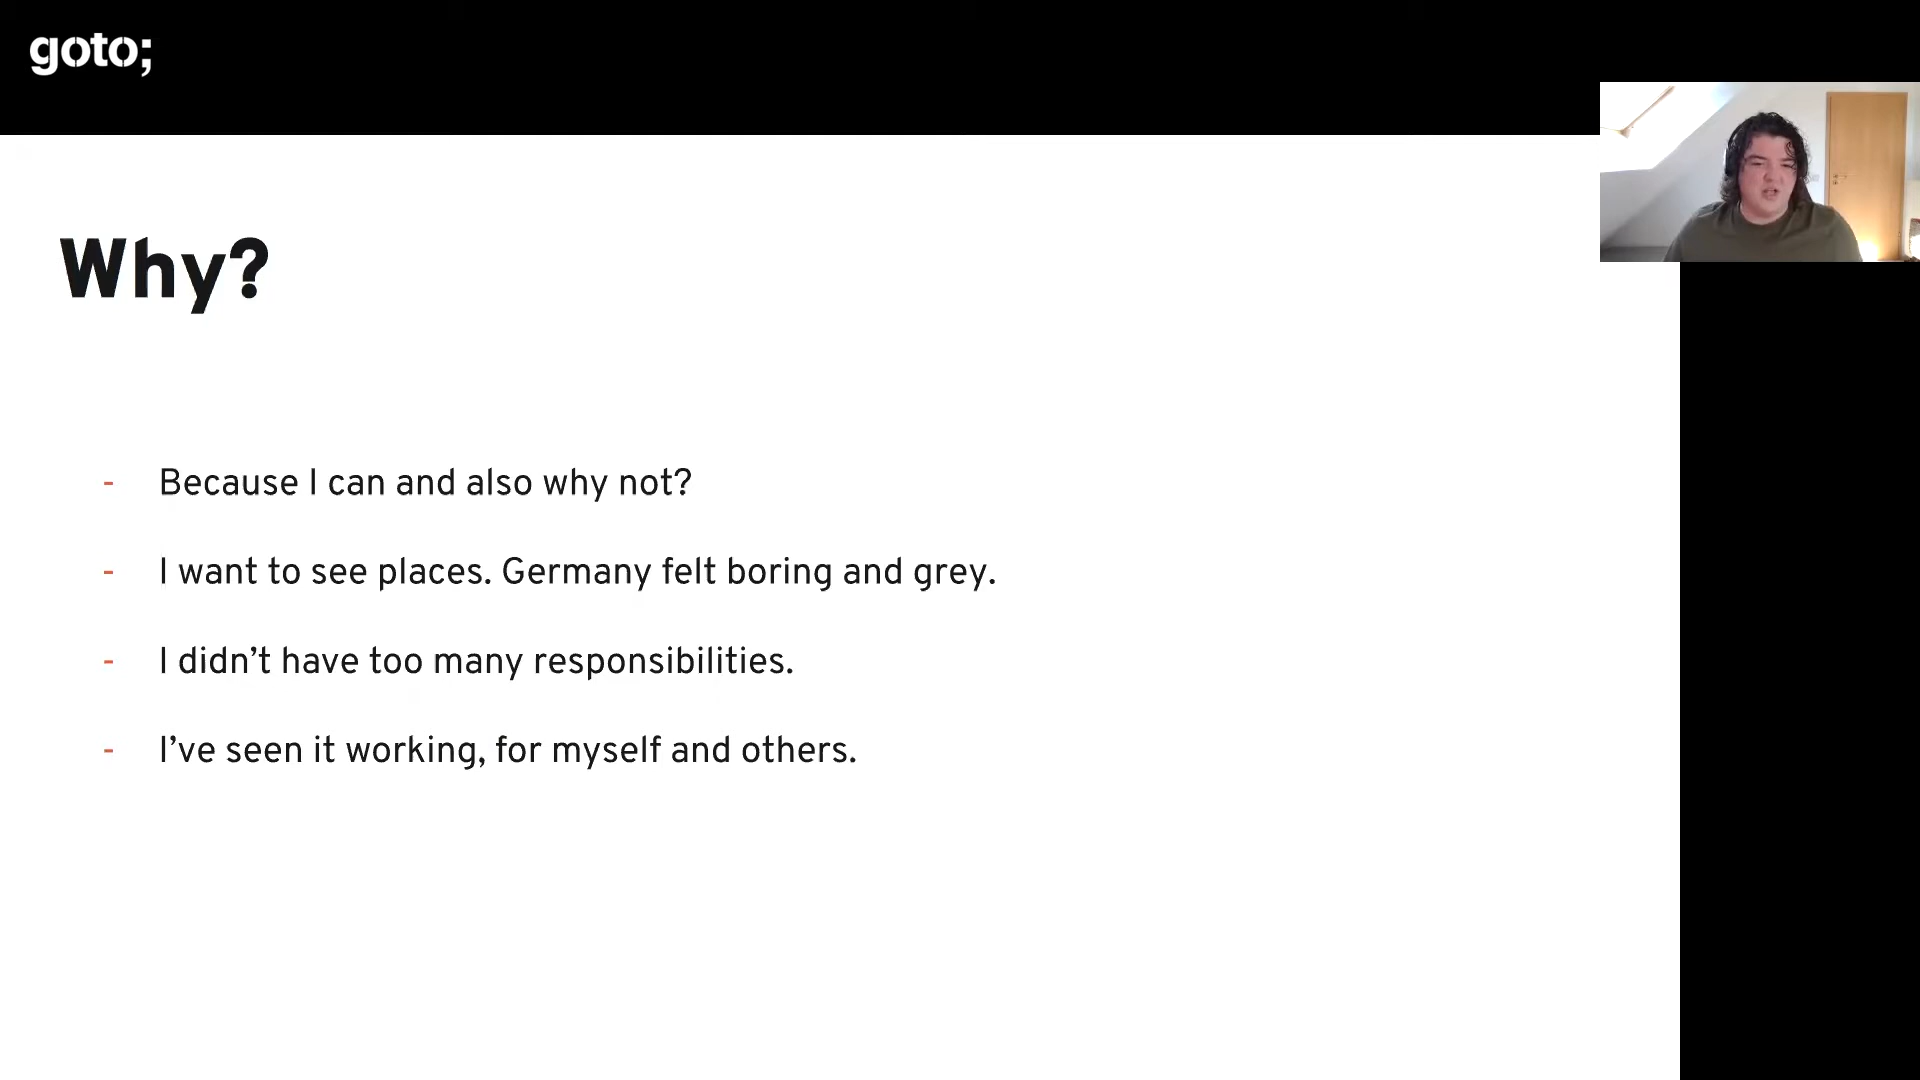 goto;
Why?
- Because I can and also why not?
- I want to see places. Germany felt boring and grey.
- I didn’t have too many responsibilities.
- I’ve seen it working, for myself and others.